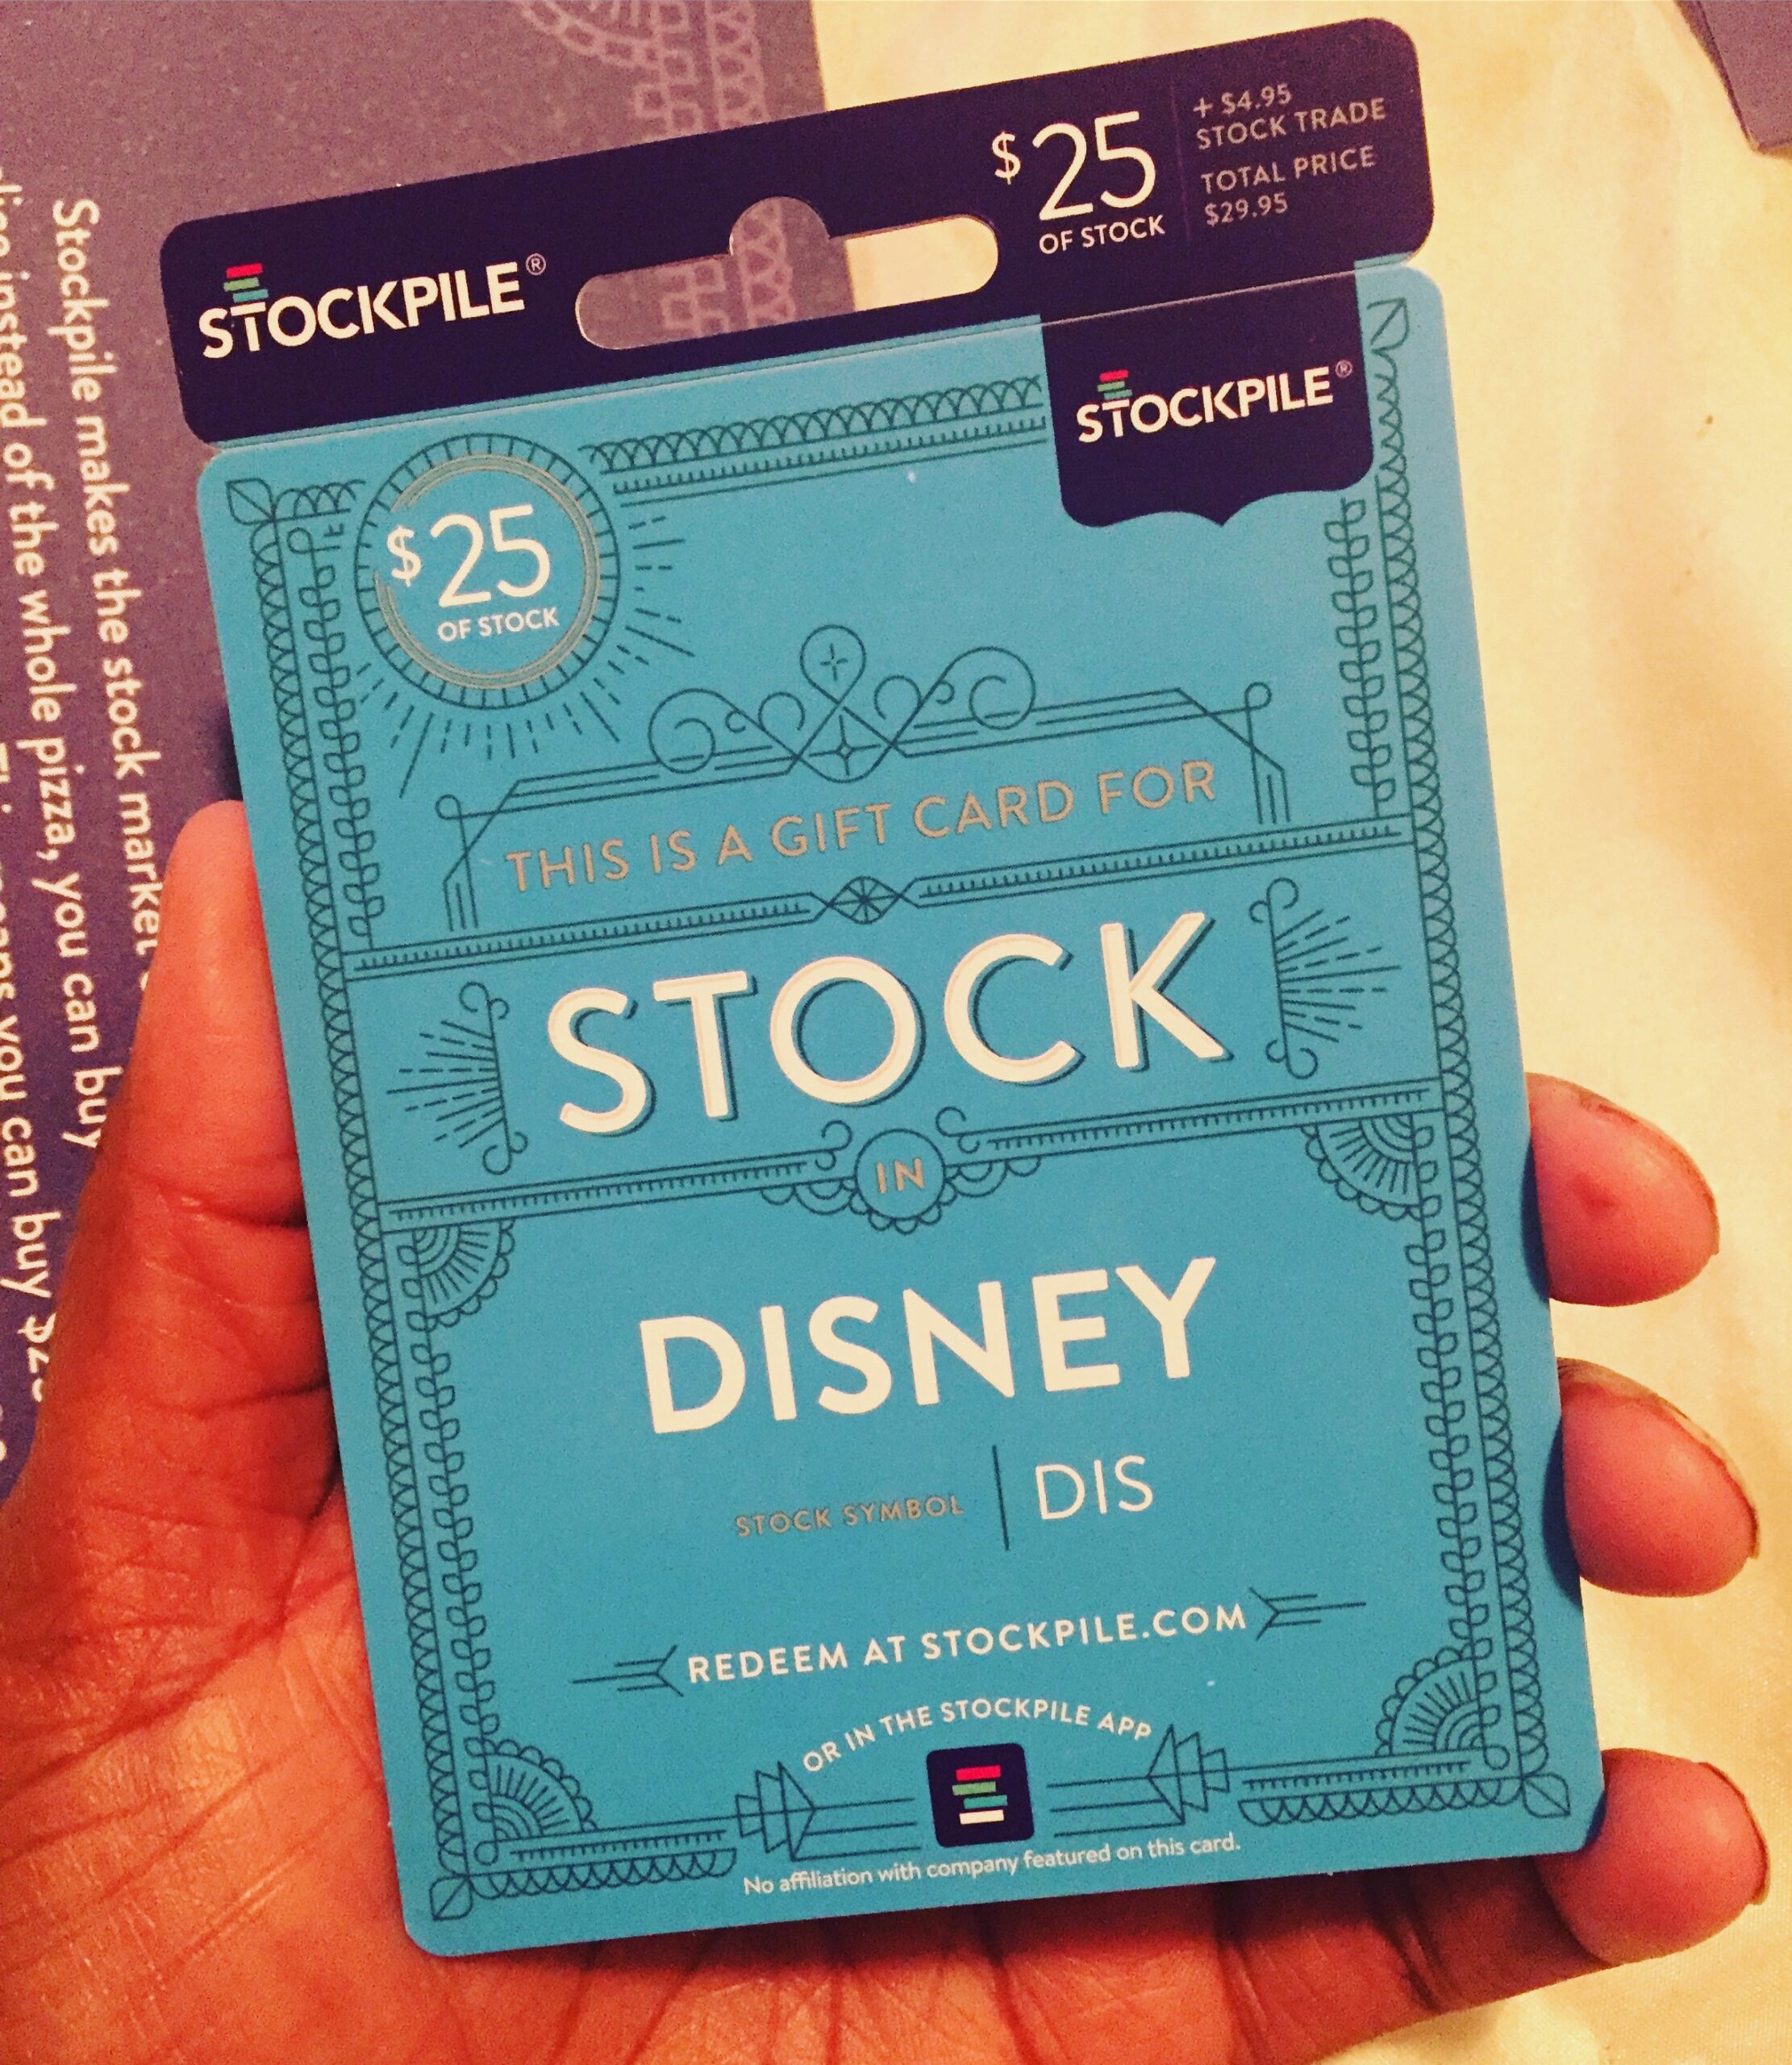 STOCKPILE®
$25
OF STOCK
+ $4.95
STOCK TRADE
TOTAL PRICE
$29.95
STOCKPILE®
$25
OF STOCK
THIS IS A GIFT CARD FOR
STOCK
IN
DISNEY
STOCK SYMBOL | DIS
REDEEM AT STOCKPILE.COM
OR IN THE STOCKPILE APP
No affiliation with company featured on this card.
Stockpile makes the stock market
instead of the whole pizza, you can buy
you can buy